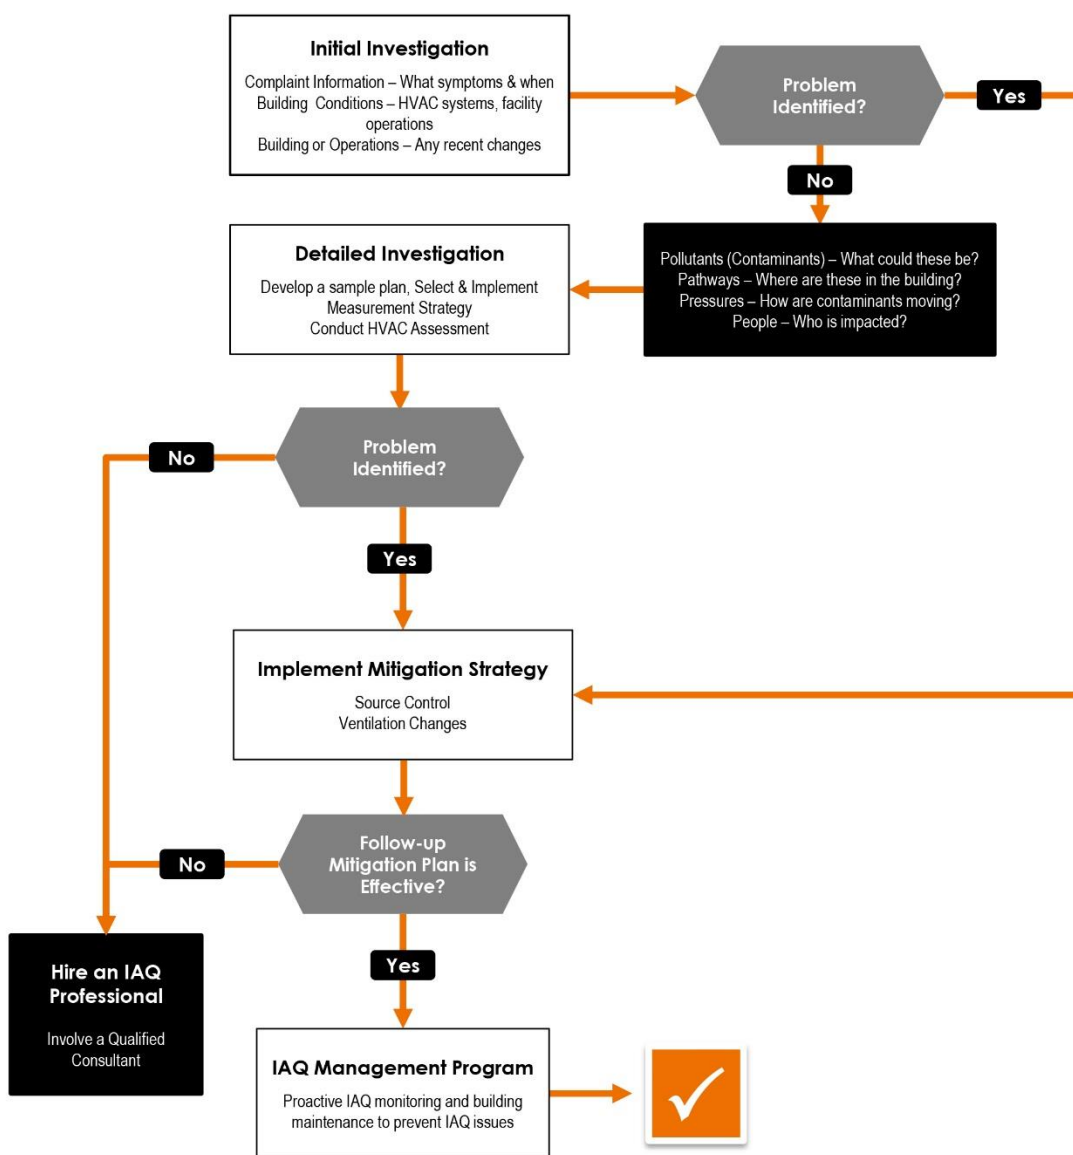 Initial Investigation
Complaint Information – What symptoms & when
Building Conditions – HVAC systems, facility
operations
Building or Operations – Any recent changes
Problem
Identified?
Yes
No
Pollutants (Contaminants) – What could these be?
Pathways – Where are these in the building?
Pressures – How are contaminants moving?
People – Who is impacted?
Detailed Investigation
Develop a sample plan, Select & Implement
Measurement Strategy
Conduct HVAC Assessment
Problem
Identified?
No
Yes
Implement Mitigation Strategy
Source Control
Ventilation Changes
Follow-up
Mitigation Plan is
Effective?
No
Yes
Hire an IAQ
Professional
Involve a Qualified
Consultant
IAQ Management Program
Proactive IAQ monitoring and building
maintenance to prevent IAQ issues